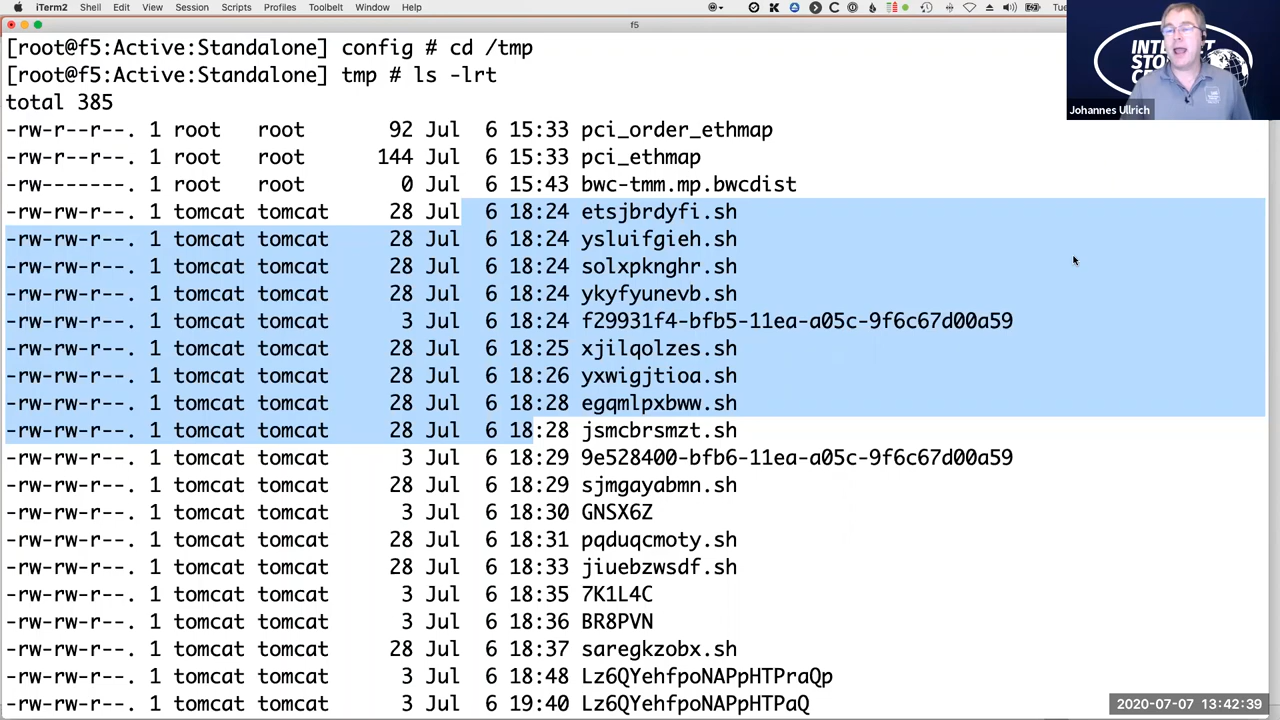 iTerm2 Shell Edit View Session Scripts Profiles Toolbelt Window Help Tue
f5
[root@f5:Active:Standalone] config # cd /tmp
[root@f5:Active:Standalone] tmp # ls -lrt
total 385
-rw-r--r--. 1 root root 92 Jul 6 15:33 pci_order_ethmap
-rw-r--r--. 1 root root 144 Jul 6 15:33 pci_ethmap
-rw-------. 1 root root 0 Jul 6 15:43 bwc-tmm.mp.bwcdist
-rw-rw-r--. 1 tomcat tomcat 28 Jul 6 18:24 etsjbrdyfi.sh
-rw-rw-r--. 1 tomcat tomcat 28 Jul 6 18:24 ysluifgieh.sh
-rw-rw-r--. 1 tomcat tomcat 28 Jul 6 18:24 solxpknghr.sh
-rw-rw-r--. 1 tomcat tomcat 28 Jul 6 18:24 ykyfyunevb.sh
-rw-rw-r--. 1 tomcat tomcat 3 Jul 6 18:24 f29931f4-bfb5-11ea-a05c-9f6c67d00a59
-rw-rw-r--. 1 tomcat tomcat 28 Jul 6 18:25 xjilqolzes.sh
-rw-rw-r--. 1 tomcat tomcat 28 Jul 6 18:26 yxwigjtioa.sh
-rw-rw-r--. 1 tomcat tomcat 28 Jul 6 18:28 egqmlpxbww.sh
-rw-rw-r--. 1 tomcat tomcat 28 Jul 6 18:28 jsmcbrsmzt.sh
-rw-rw-r--. 1 tomcat tomcat 3 Jul 6 18:29 9e528400-bfb6-11ea-a05c-9f6c67d00a59
-rw-rw-r--. 1 tomcat tomcat 28 Jul 6 18:29 sjmgayabmn.sh
-rw-rw-r--. 1 tomcat tomcat 3 Jul 6 18:30 GNSX6Z
-rw-rw-r--. 1 tomcat tomcat 28 Jul 6 18:31 pqduqcmoty.sh
-rw-rw-r--. 1 tomcat tomcat 28 Jul 6 18:33 jiuebzwsdf.sh
-rw-rw-r--. 1 tomcat tomcat 3 Jul 6 18:35 7K1L4C
-rw-rw-r--. 1 tomcat tomcat 3 Jul 6 18:36 BR8PVN
-rw-rw-r--. 1 tomcat tomcat 28 Jul 6 18:37 saregkzobx.sh
-rw-rw-r--. 1 tomcat tomcat 3 Jul 6 18:48 Lz6QYehfpoNAPpHTPraQp
-rw-rw-r--. 1 tomcat tomcat 3 Jul 6 19:40 Lz6QYehfpoNAPpHTPaQ
Johannes Ullrich
2020-07-07 13:42:39